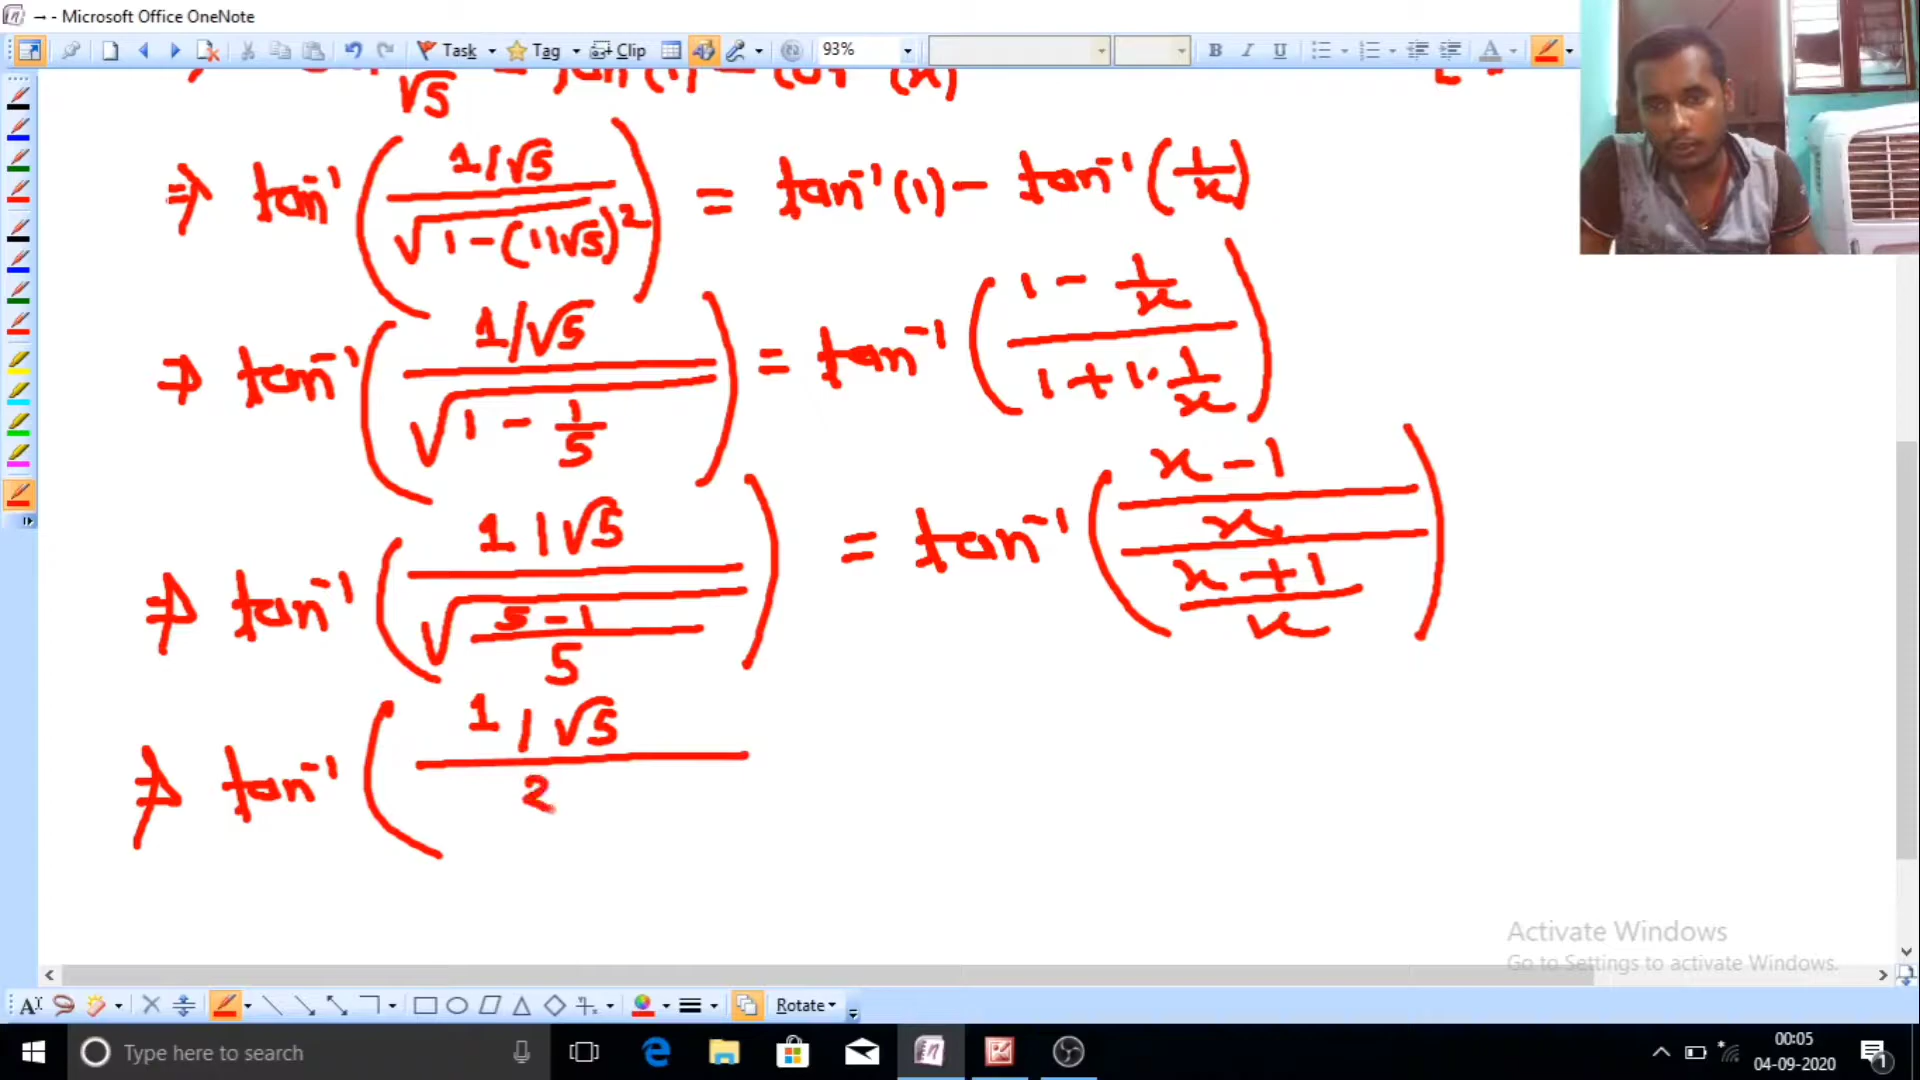 → - Microsoft Office OneNote
Task Tag Clip 93% B I U A
√5 = tan⁻¹(1) - cot⁻¹(x)
⇒ tan⁻¹((1/√5)/√(1-(1/√5)²)) = tan⁻¹(1) - tan⁻¹(1/x)
⇒ tan⁻¹((1/√5)/√(1-1/5)) = tan⁻¹((1-1/x)/(1+1·1/x))
⇒ tan⁻¹((1/√5)/√((5-1)/5)) = tan⁻¹(((x-1)/x)/((x+1)/x))
⇒ tan⁻¹((1/√5)/2
Activate Windows
Go to Settings to activate Windows.
Rotate
Type here to search
00:05
04-09-2020
1